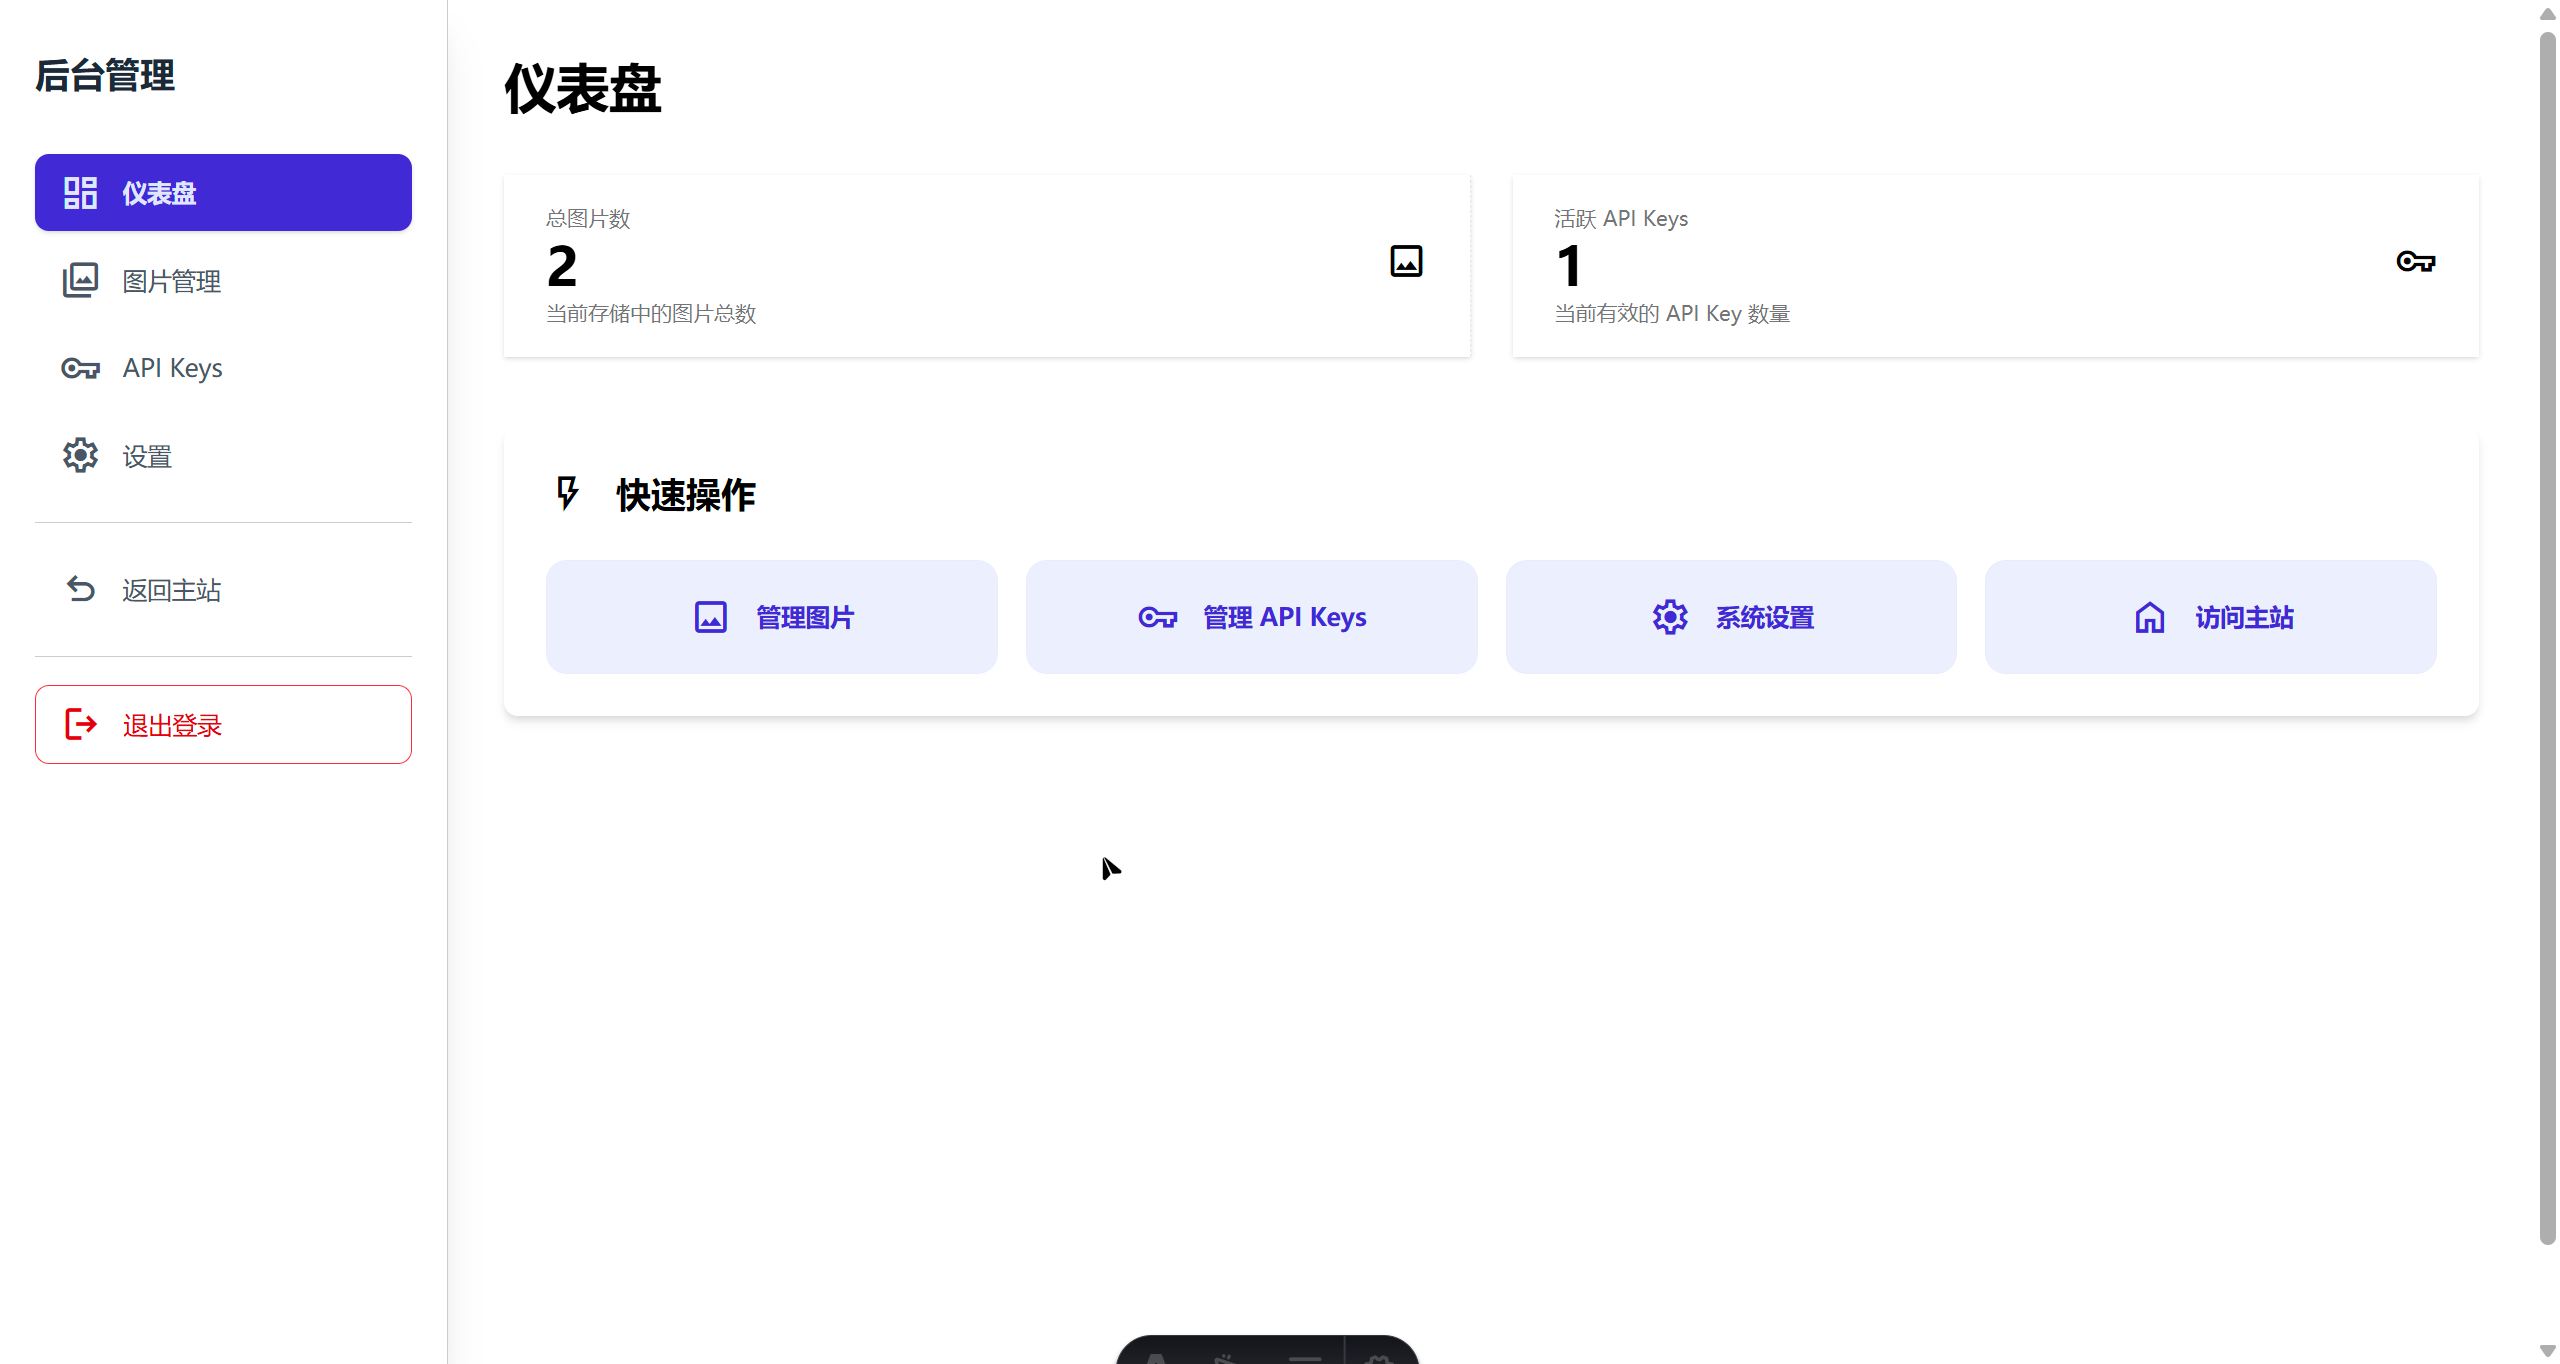 后台管理
仪表盘
图片管理
API Keys
设置
返回主站
退出登录
仪表盘
总图片数
2
当前存储中的图片总数
活跃 API Keys
1
当前有效的 API Key 数量
快速操作
管理图片
管理 API Keys
系统设置
访问主站